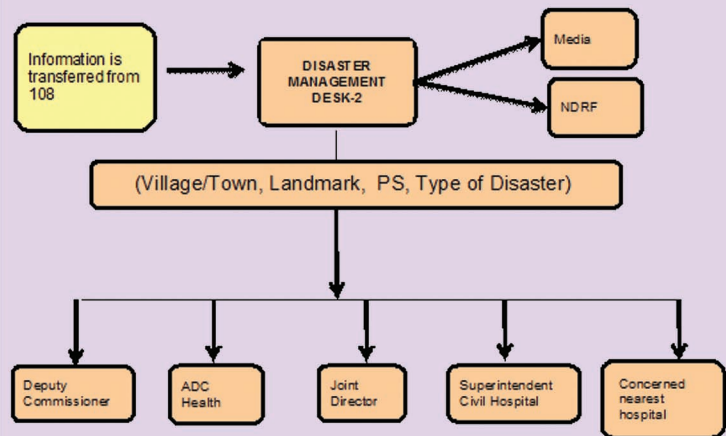 Information is
transferred from
108
DISASTER
MANAGEMENT
DESK-2
Media
NDRF
(Village/Town, Landmark, PS, Type of Disaster)
Deputy
Commissioner
ADC
Health
Joint
Director
Superintendent
Civil Hospital
Concerned
nearest
hospital